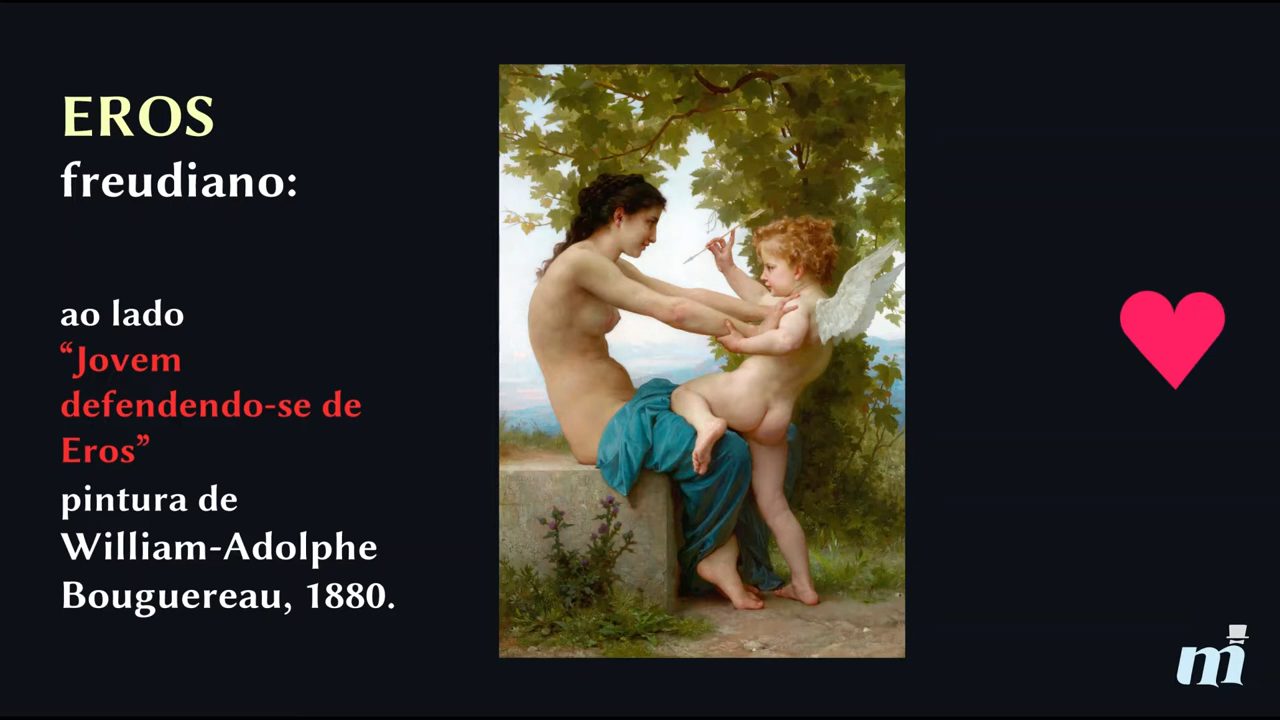 EROS
freudiano:
ao lado
“Jovem
defendendo-se de
Eros”
pintura de
William-Adolphe
Bouguereau, 1880.
m